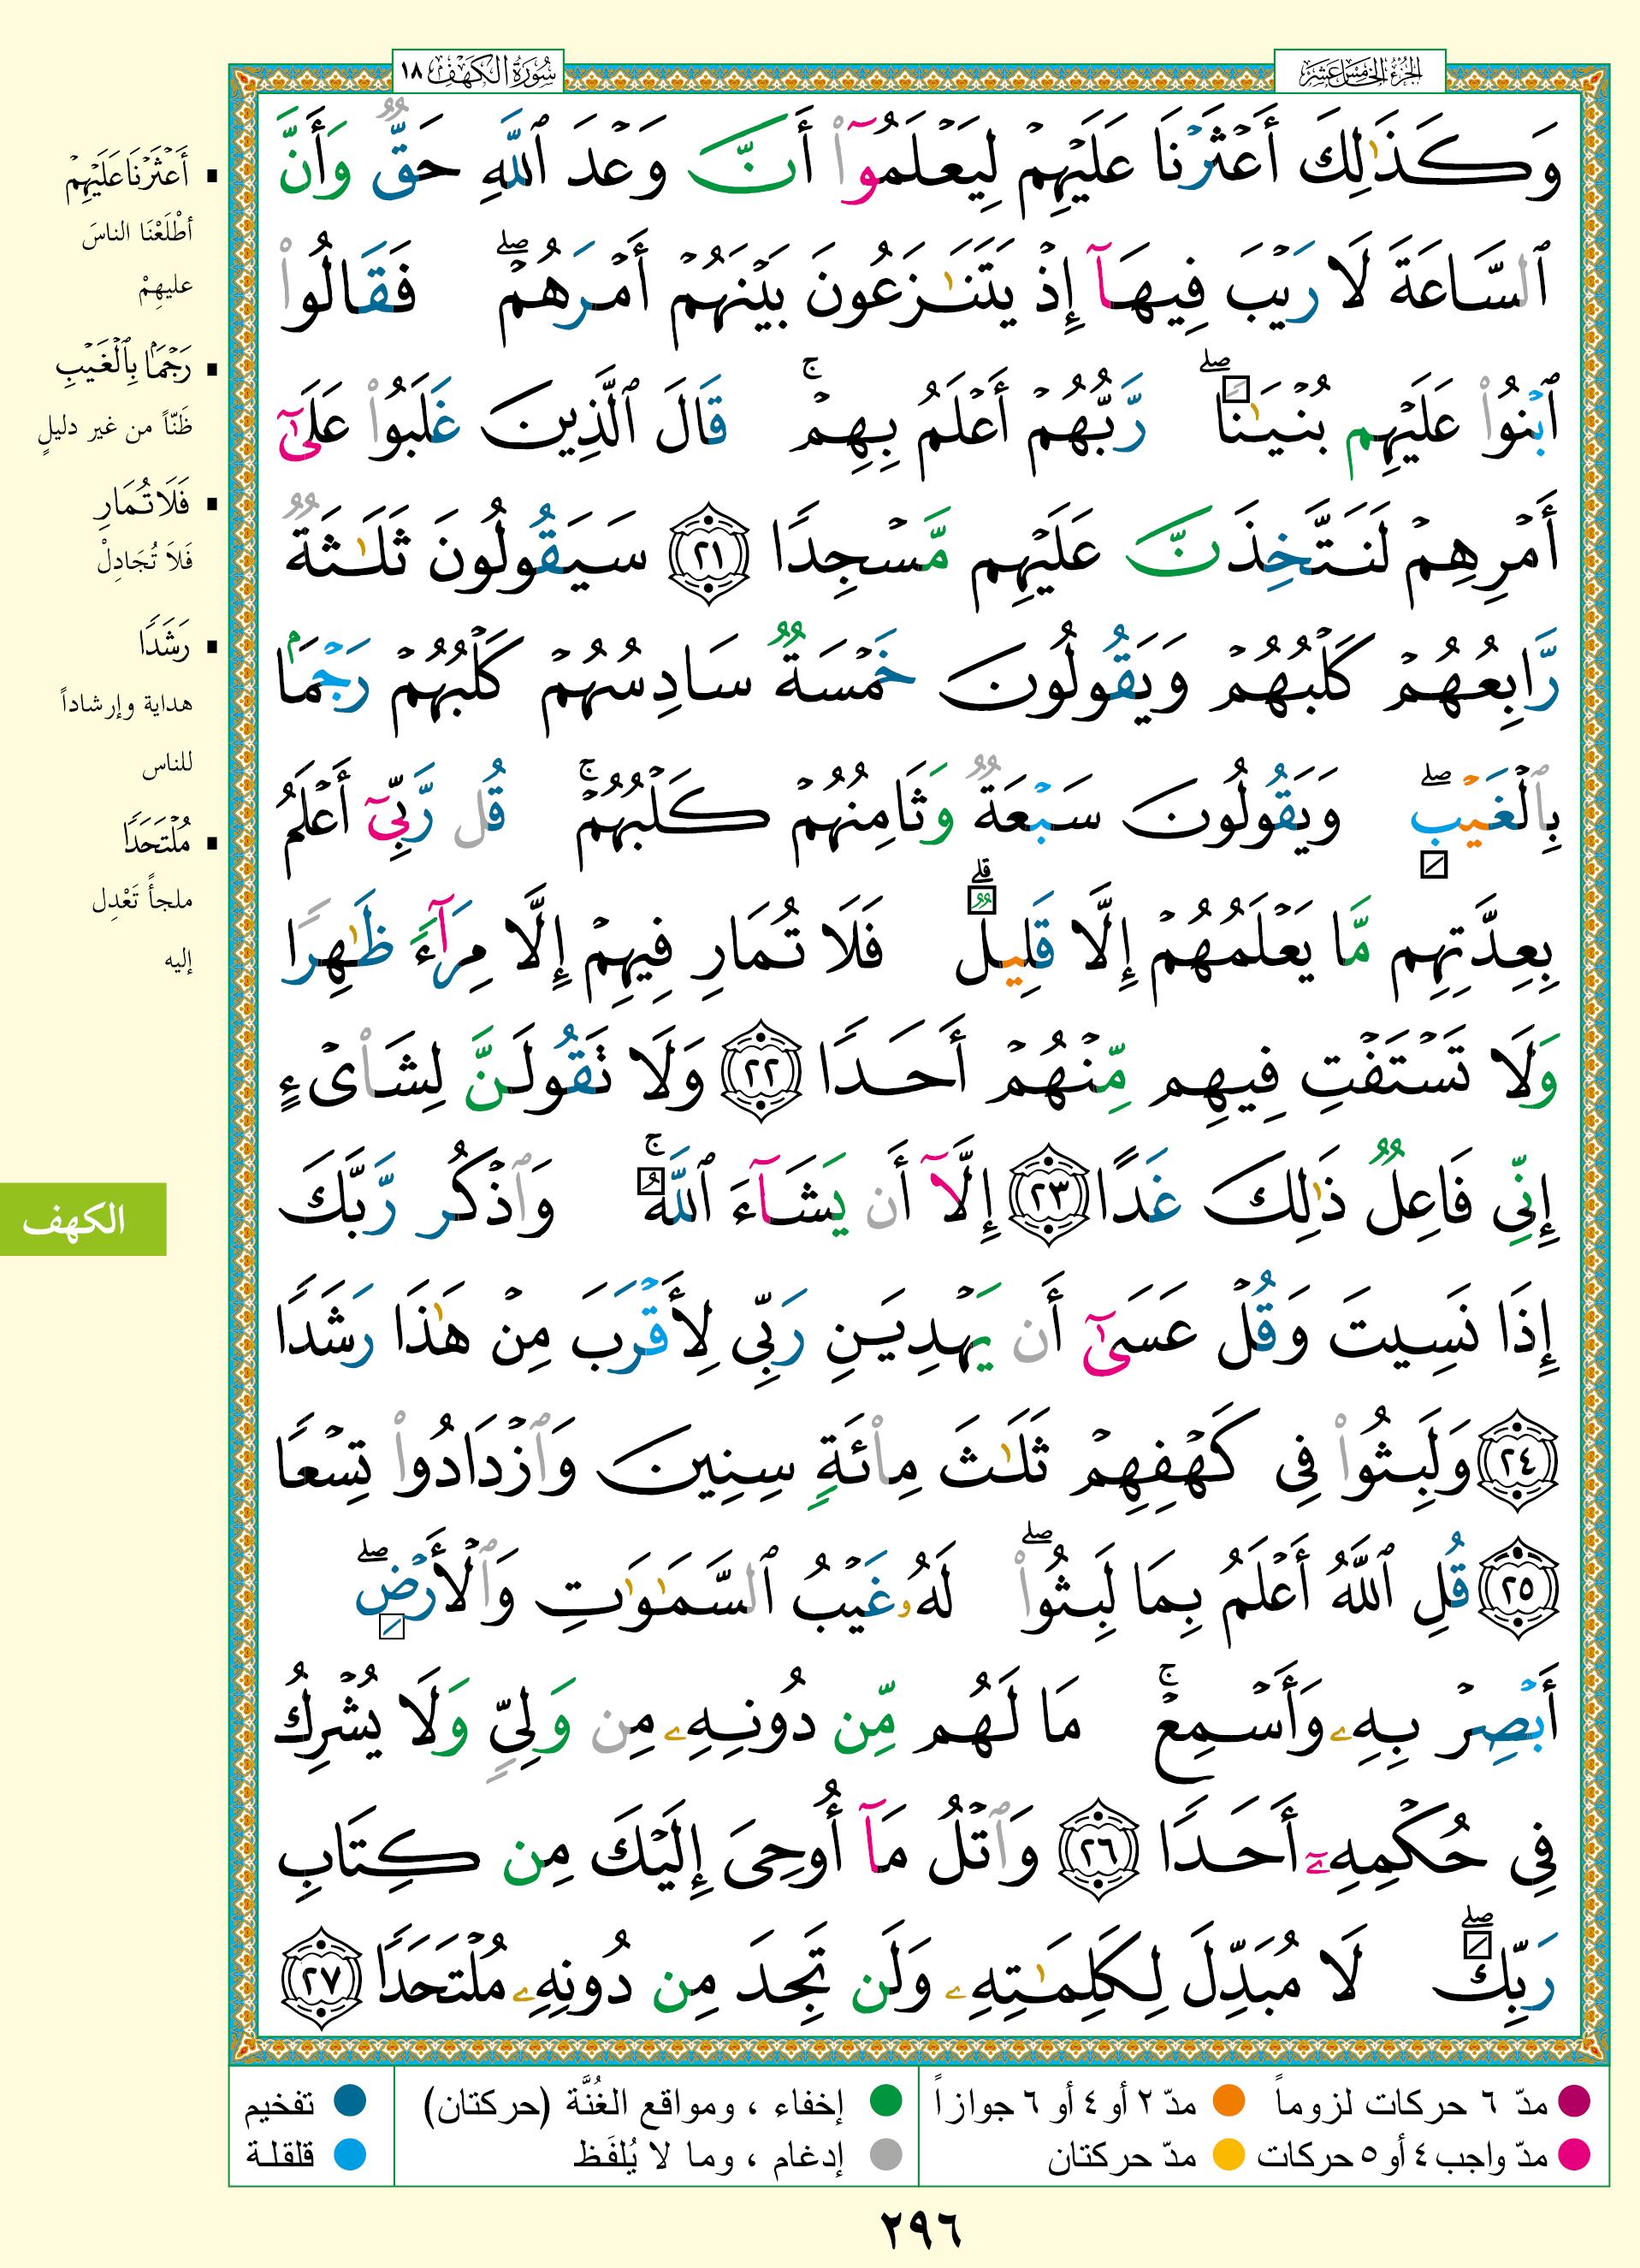 الجزء الخامس عشر
سورة الكهف ١٨
وَكَذَٰلِكَ أَعۡثَرۡنَا عَلَيۡهِمۡ لِيَعۡلَمُوٓاْ أَنَّ وَعۡدَ ٱللَّهِ حَقّٞ وَأَنَّ
ٱلسَّاعَةَ لَا رَيۡبَ فِيهَآ إِذۡ يَتَنَٰزَعُونَ بَيۡنَهُمۡ أَمۡرَهُمۡۖ فَقَالُواْ
ٱبۡنُواْ عَلَيۡهِم بُنۡيَٰنٗاۖ رَّبُّهُمۡ أَعۡلَمُ بِهِمۡۚ قَالَ ٱلَّذِينَ غَلَبُواْ عَلَىٰٓ
أَمۡرِهِمۡ لَنَتَّخِذَنَّ عَلَيۡهِم مَّسۡجِدٗا ٢١ سَيَقُولُونَ ثَلَٰثَةٞ
رَّابِعُهُمۡ كَلۡبُهُمۡ وَيَقُولُونَ خَمۡسَةٞ سَادِسُهُمۡ كَلۡبُهُمۡ رَجۡمَۢا
بِٱلۡغَيۡبِۖ وَيَقُولُونَ سَبۡعَةٞ وَثَامِنُهُمۡ كَلۡبُهُمۡۚ قُل رَّبِّيٓ أَعۡلَمُ
بِعِدَّتِهِم مَّا يَعۡلَمُهُمۡ إِلَّا قَلِيلٞۗ فَلَا تُمَارِ فِيهِمۡ إِلَّا مِرَآءٗ ظَٰهِرٗا
وَلَا تَسۡتَفۡتِ فِيهِم مِّنۡهُمۡ أَحَدٗا ٢٢ وَلَا تَقُولَنَّ لِشَاْيۡءٍ
إِنِّي فَاعِلٞ ذَٰلِكَ غَدًا ٢٣ إِلَّآ أَن يَشَآءَ ٱللَّهُۚ وَٱذۡكُر رَّبَّكَ
إِذَا نَسِيتَ وَقُلۡ عَسَىٰٓ أَن يَهۡدِيَنِ رَبِّي لِأَقۡرَبَ مِنۡ هَٰذَا رَشَدٗا
٢٤ وَلَبِثُواْ فِي كَهۡفِهِمۡ ثَلَٰثَ مِاْئَةٖ سِنِينَ وَٱزۡدَادُواْ تِسۡعٗا
٢٥ قُلِ ٱللَّهُ أَعۡلَمُ بِمَا لَبِثُواْۖ لَهُۥ غَيۡبُ ٱلسَّمَٰوَٰتِ وَٱلۡأَرۡضِۖ
أَبۡصِرۡ بِهِۦ وَأَسۡمِعۡۚ مَا لَهُم مِّن دُونِهِۦ مِن وَلِيّٖ وَلَا يُشۡرِكُ
فِي حُكۡمِهِۦٓ أَحَدٗا ٢٦ وَٱتۡلُ مَآ أُوحِيَ إِلَيۡكَ مِن كِتَابِ
رَبِّكَۖ لَا مُبَدِّلَ لِكَلِمَٰتِهِۦ وَلَن تَجِدَ مِن دُونِهِۦ مُلۡتَحَدٗا ٢٧
▪ أَعۡثَرۡنَا عَلَيۡهِمۡ
أطْلَعْنَا الناسَ
عليهِمْ
▪ رَجۡمَۢا بِٱلۡغَيۡبِ
ظَنّاً من غير دليلٍ
▪ فَلَا تُمَارِ
فَلاَ تُجَادِلْ
▪ رَشَدٗا
هداية وإرشاداً
للناس
▪ مُلۡتَحَدٗا
ملجأً تَعْدِل
إليه
الكهف
مدّ ٦ حركات لزوماً
مدّ ٢ أو ٤ أو ٦ جوازاً
إخفاء ، ومواقع الغُنَّة (حركتان)
تفخيم
مدّ واجب ٤ أو ٥ حركات
مدّ حركتان
إدغام ، وما لا يُلفَظ
قلقلة
٢٩٦